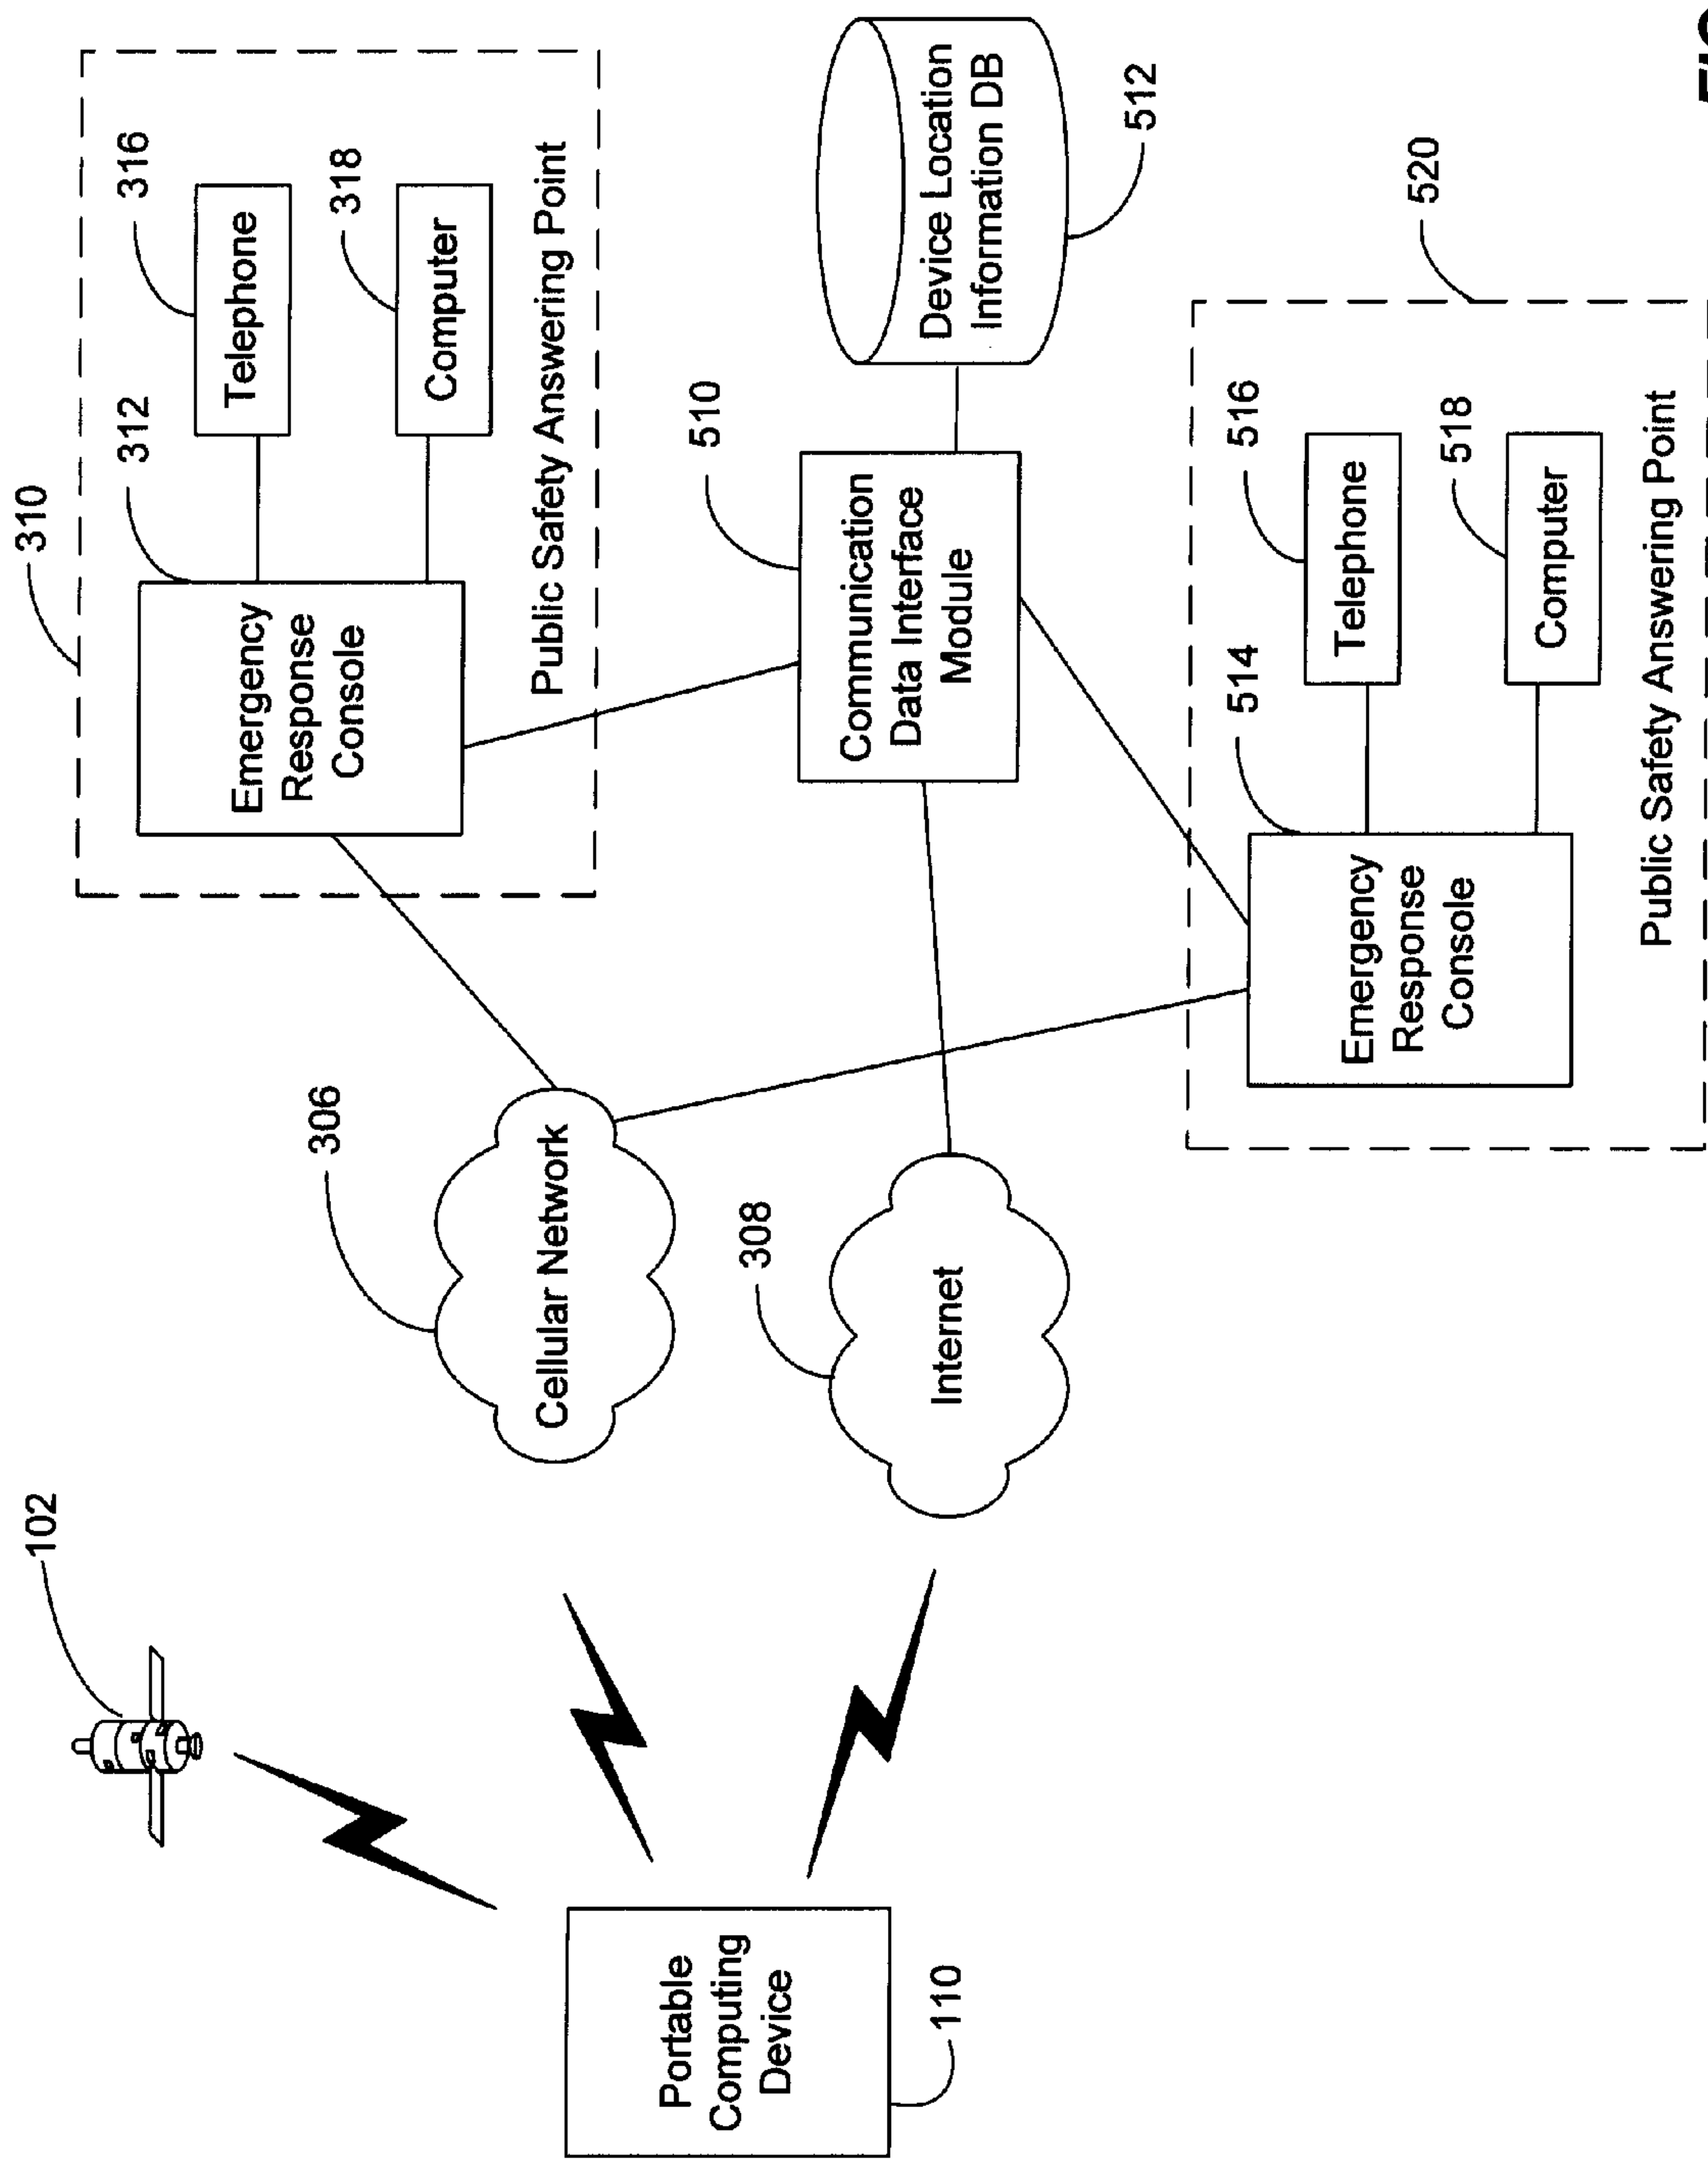 310
312
316
Telephone
318
Computer
Emergency
Response
Console
Public Safety Answering Point
102
306
Cellular Network
308
Internet
510
Communication
Data Interface
Module
Device Location
Information DB
512
Portable
Computing
Device
110
520
514
516
Telephone
518
Computer
Emergency
Response
Console
Public Safety Answering Point